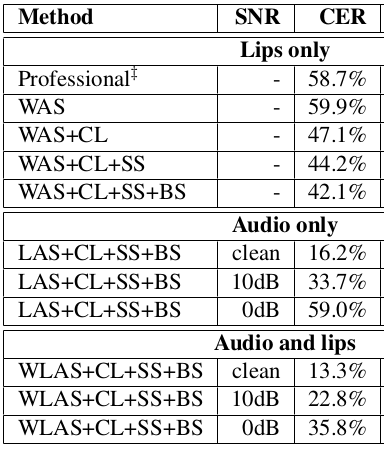 Method SNR CER
Lips only
Professional‡ - 58.7%
WAS - 59.9%
WAS+CL - 47.1%
WAS+CL+SS - 44.2%
WAS+CL+SS+BS - 42.1%
Audio only
LAS+CL+SS+BS clean 16.2%
LAS+CL+SS+BS 10dB 33.7%
LAS+CL+SS+BS 0dB 59.0%
Audio and lips
WLAS+CL+SS+BS clean 13.3%
WLAS+CL+SS+BS 10dB 22.8%
WLAS+CL+SS+BS 0dB 35.8%